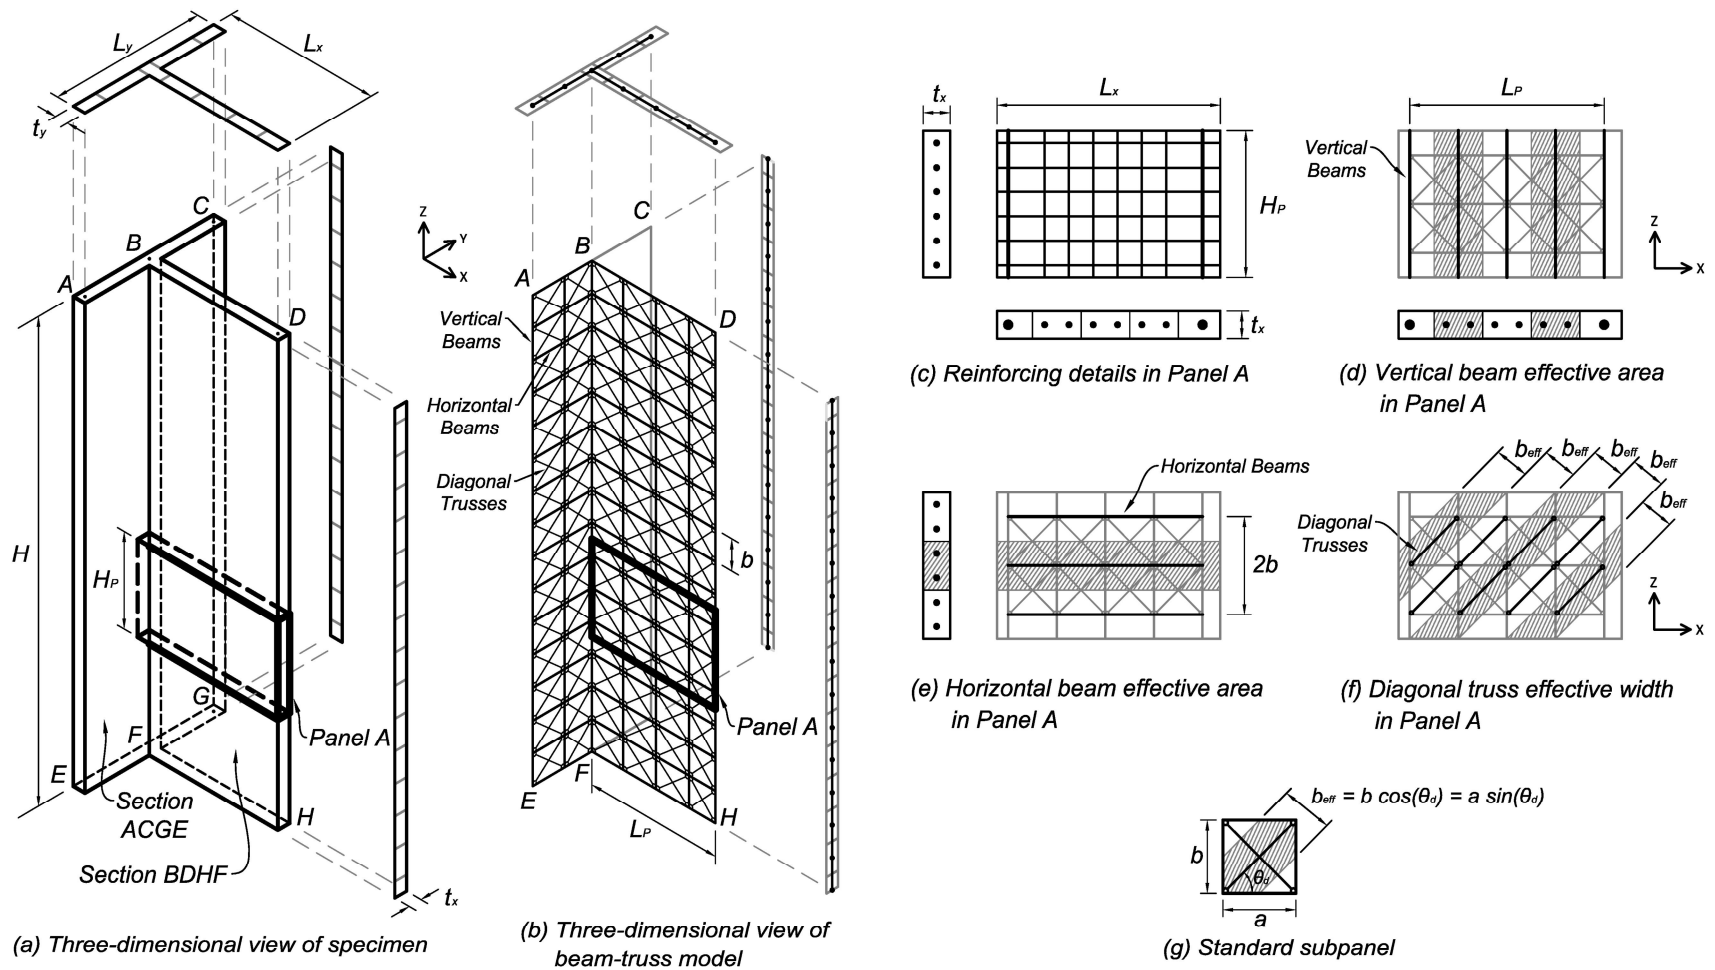 Ly
Lx
ty
C
B
A
D
H
HP
G
F
E
H
Panel A
Section
ACGE
Section BDHF
tx
(a) Three-dimensional view of specimen
Z
Y
X
C
B
A
D
Vertical
Beams
Horizontal
Beams
Diagonal
Trusses
b
Panel A
F
E
H
LP
(b) Three-dimensional view of
beam-truss model
tx
Lx
HP
tx
(c) Reinforcing details in Panel A
LP
Vertical
Beams
Z
X
(d) Vertical beam effective area
in Panel A
Horizontal Beams
2b
(e) Horizontal beam effective area
in Panel A
beff
beff
beff
beff
beff
Diagonal
Trusses
Z
X
(f) Diagonal truss effective width
in Panel A
beff = b cos(θd) = a sin(θd)
b
θd
a
(g) Standard subpanel